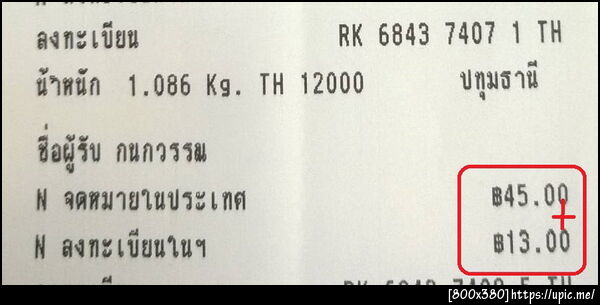 ลงทะเบียน RK 6843 7407 1 TH
น้ำหนัก 1.086 Kg. TH 12000 ปทุมธานี
ชื่อผู้รับ กนกวรรณ
N จดหมายในประเทศ ฿45.00
+
N ลงทะเบียนในฯ ฿13.00
[800x380] https://upic.me/